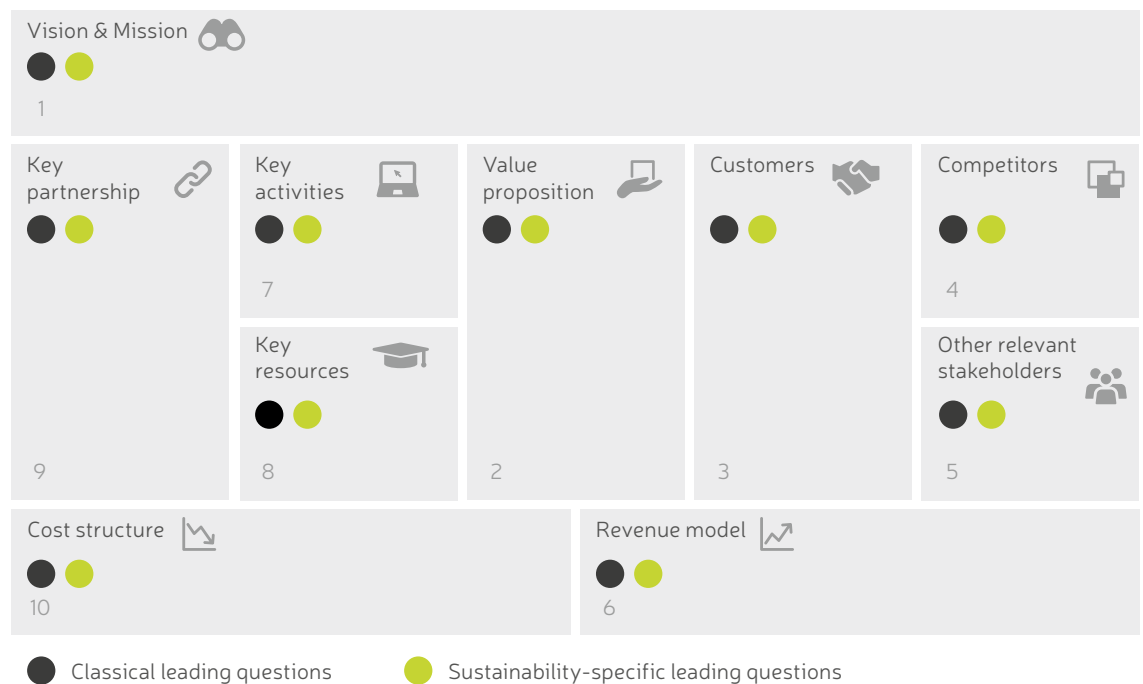 Vision & Mission
1
Key
partnership
9
Key
activities
7
Key
resources
8
Value
proposition
2
Customers
3
Competitors
4
Other relevant
stakeholders
5
Cost structure
10
Revenue model
6
Classical leading questions
Sustainability-specific leading questions